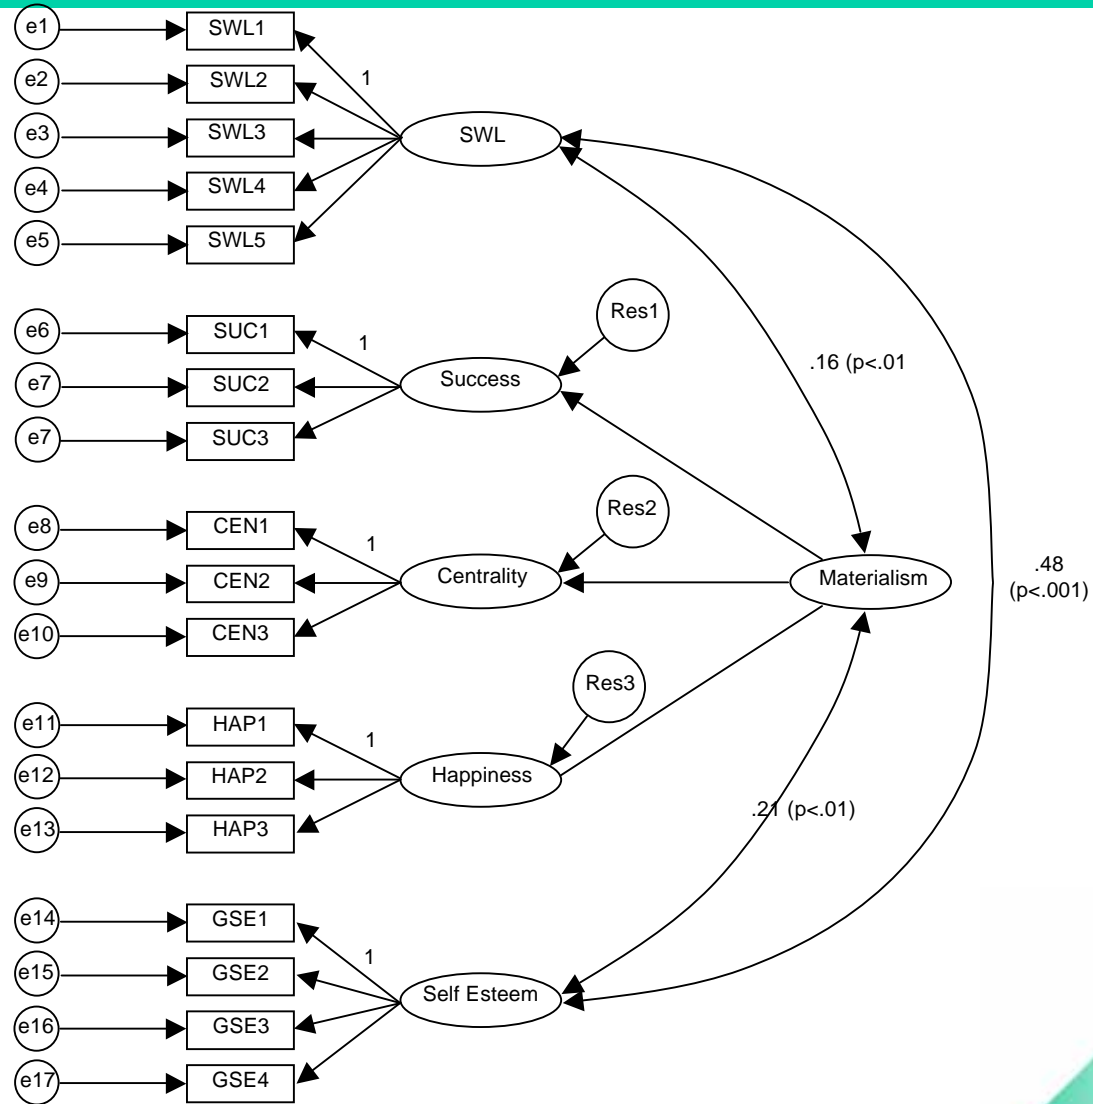 e1 SWL1
e2 SWL2 1
e3 SWL3 SWL
e4 SWL4
e5 SWL5
Res1
e6 SUC1 1
.16 (p<.01
e7 SUC2 Success
e7 SUC3
Res2
e8 CEN1 1
.48
e9 CEN2 Centrality Materialism
(p<.001)
e10 CEN3
Res3
e11 HAP1 1
e12 HAP2 Happiness
.21 (p<.01)
e13 HAP3
e14 GSE1
1
e15 GSE2
Self Esteem
e16 GSE3
e17 GSE4